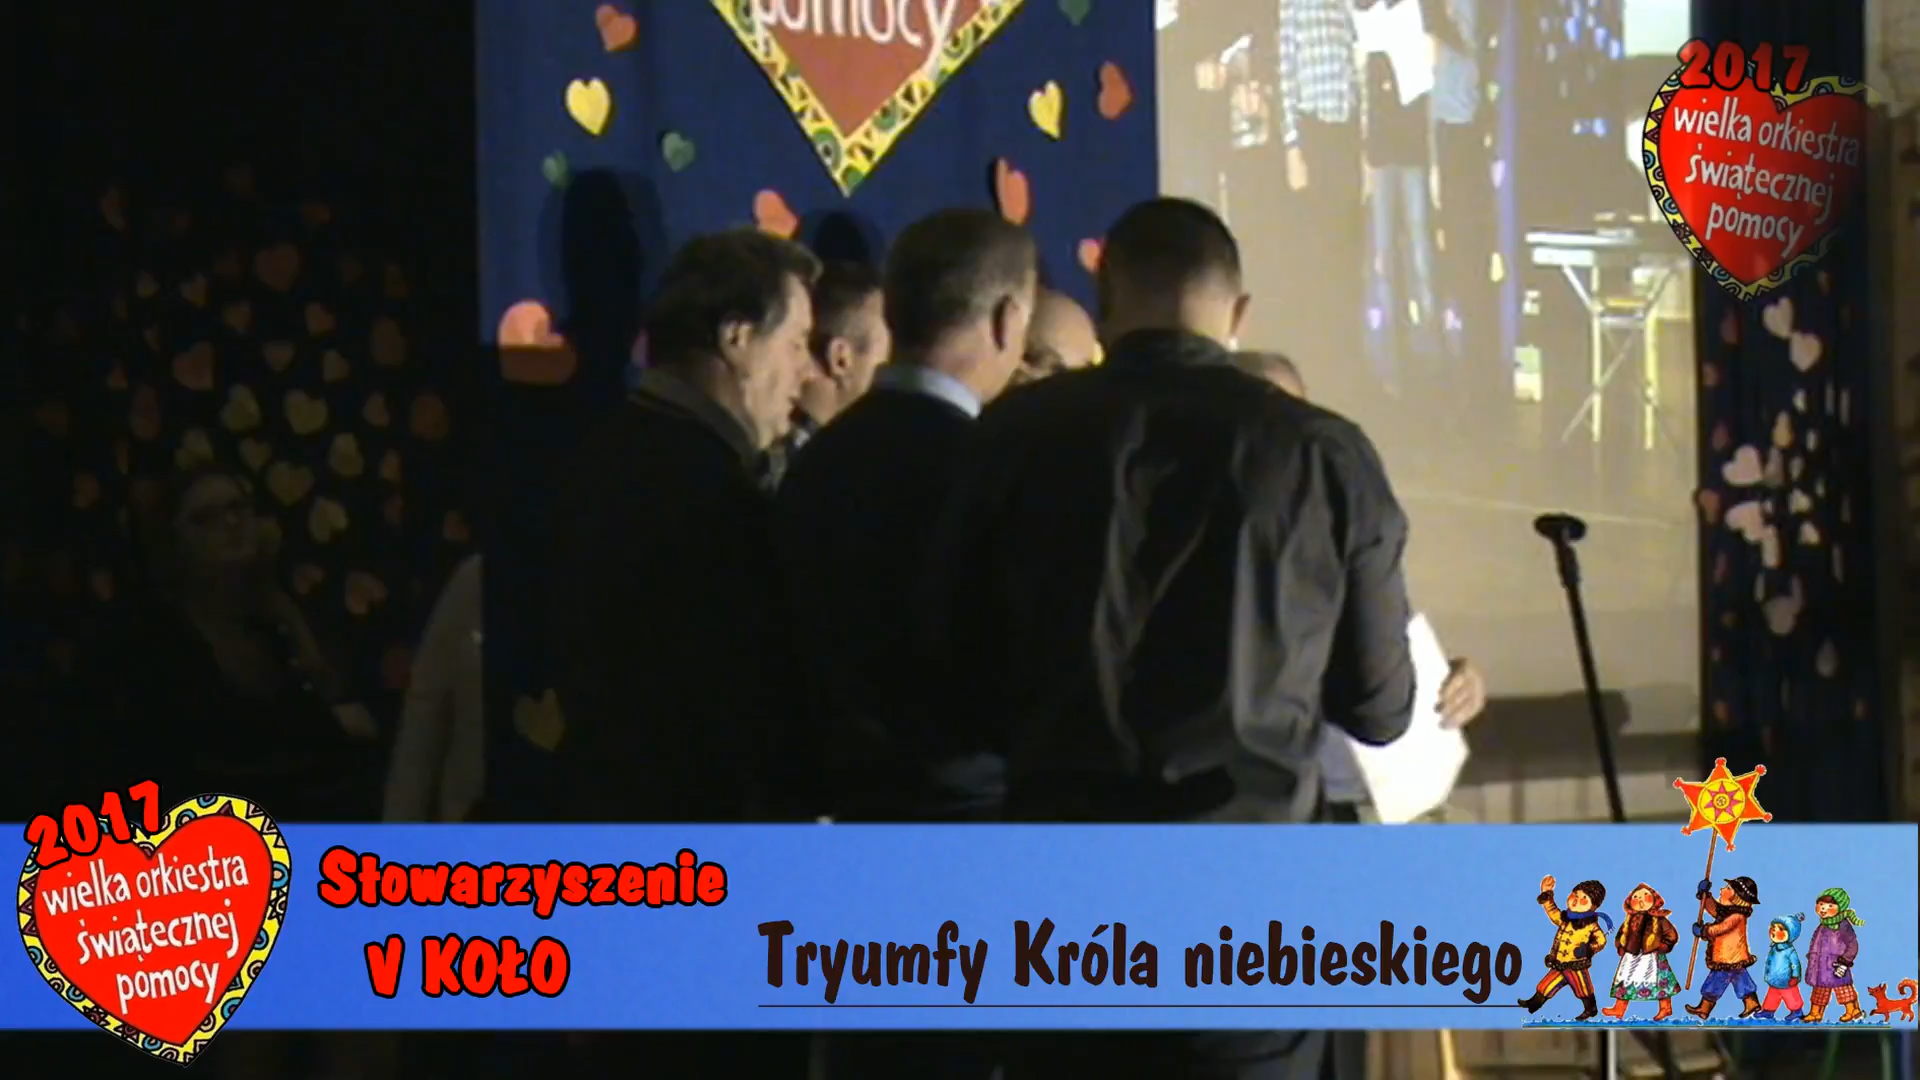 pomocy
2017
wielka orkiestra
świątecznej
pomocy
2017
wielka orkiestra
świątecznej
pomocy
Stowarzyszenie
V KOŁO
Tryumfy Króla niebieskiego